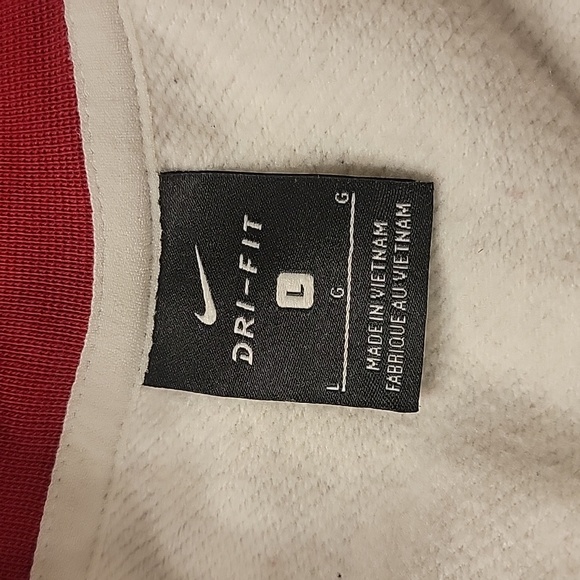 DRI-FIT
L
L G G
MADE IN VIETNAM
FABRIQUE AU VIETNAM